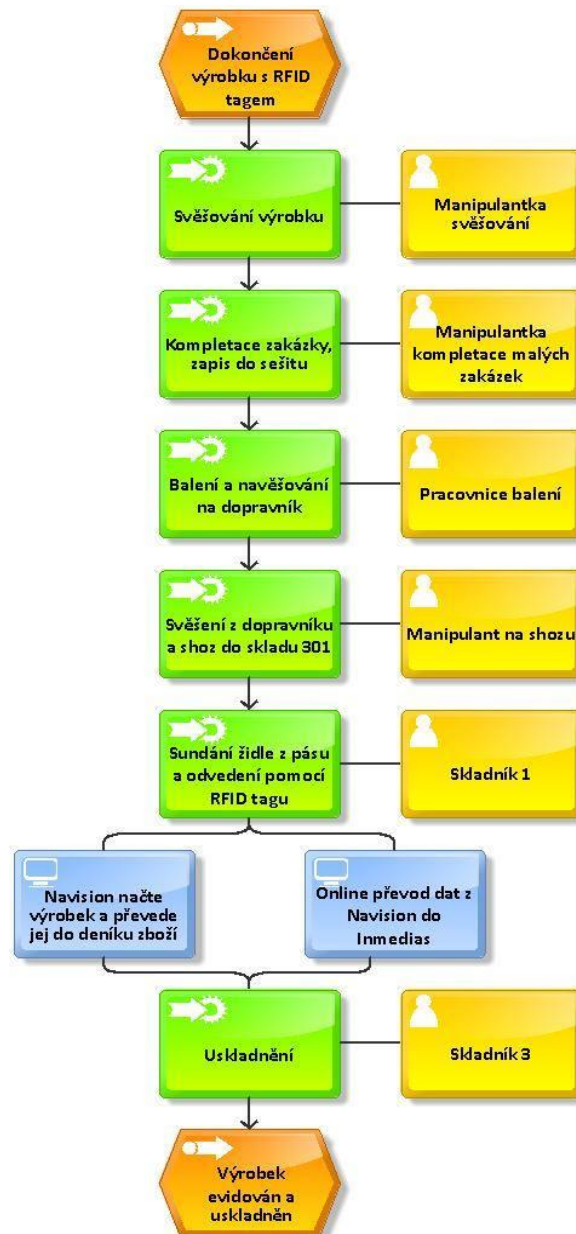 Dokončení
výrobku s RFID
tagem
Svěšování výrobku
Manipulantka
svěšování
Kompletace zakázky,
zapis do sešitu
Manipulantka
kompletace malých
zakázek
Balení a navěšování
na dopravník
Pracovnice balení
Svěšení z dopravníku
a shoz do skladu 301
Manipulant na shozu
Sundání židle z pásu
a odvedení pomocí
RFID tagu
Skladník 1
Navision načte
výrobek a převede
jej do deníku zboží
Online převod dat z
Navision do
Inmedias
Uskladnění
Skladník 3
Výrobek
evidován a
uskladněn